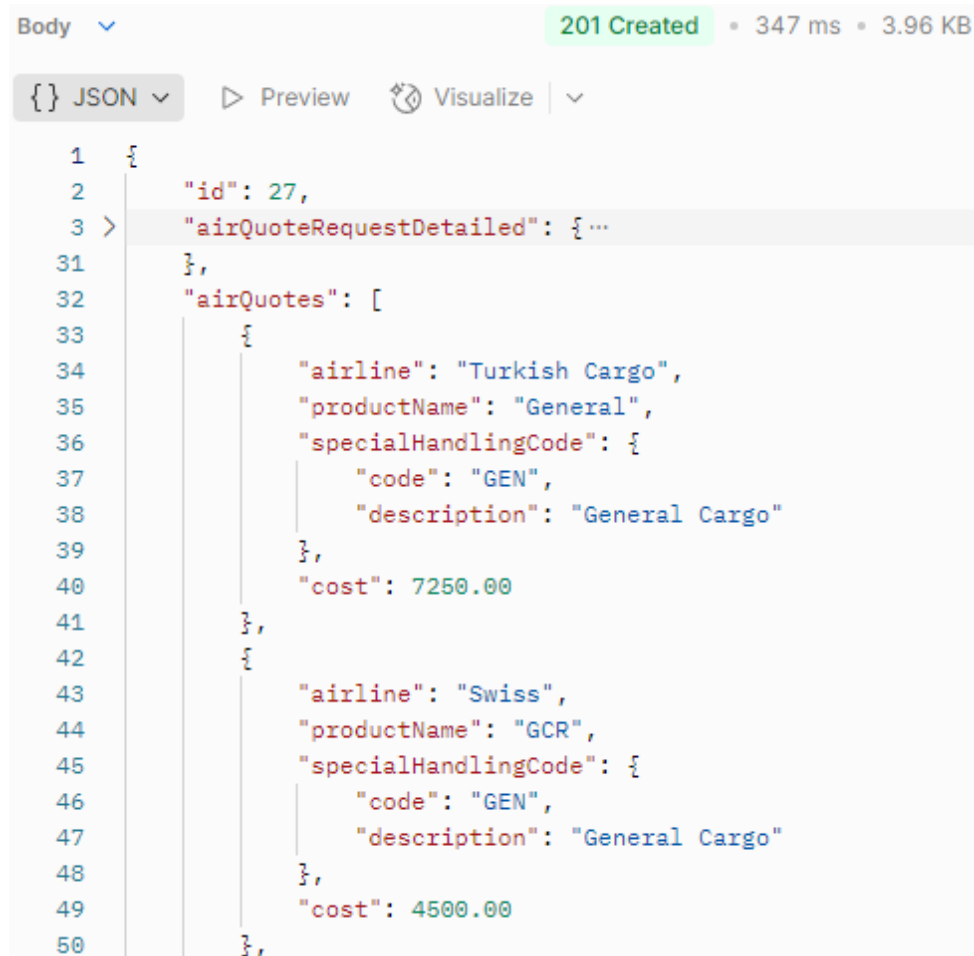 Body
201 Created • 347 ms • 3.96 KB
{} JSON Preview Visualize
1 {
2 "id": 27,
3 "airQuoteRequestDetailed": {⋯
31 },
32 "airQuotes": [
33 {
34 "airline": "Turkish Cargo",
35 "productName": "General",
36 "specialHandlingCode": {
37 "code": "GEN",
38 "description": "General Cargo"
39 },
40 "cost": 7250.00
41 },
42 {
43 "airline": "Swiss",
44 "productName": "GCR",
45 "specialHandlingCode": {
46 "code": "GEN",
47 "description": "General Cargo"
48 },
49 "cost": 4500.00
50 },